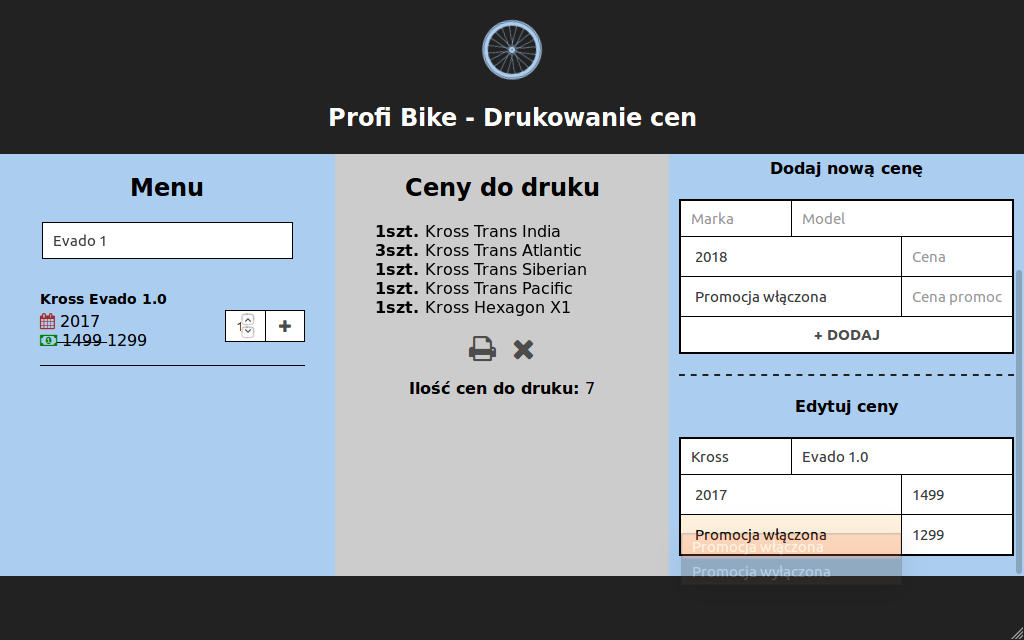 Profi Bike - Drukowanie cen
Menu
Evado 1
Kross Evado 1.0
2017
1499 1299
1
Ceny do druku
1szt. Kross Trans India
3szt. Kross Trans Atlantic
1szt. Kross Trans Siberian
1szt. Kross Trans Pacific
1szt. Kross Hexagon X1
Ilość cen do druku: 7
Dodaj nową cenę
Marka Model
2018 Cena
Promocja włączona Cena promoc
+ DODAJ
Edytuj ceny
Kross Evado 1.0
2017 1499
Promocja włączona 1299
Promocja włączona
Promocja wyłączona